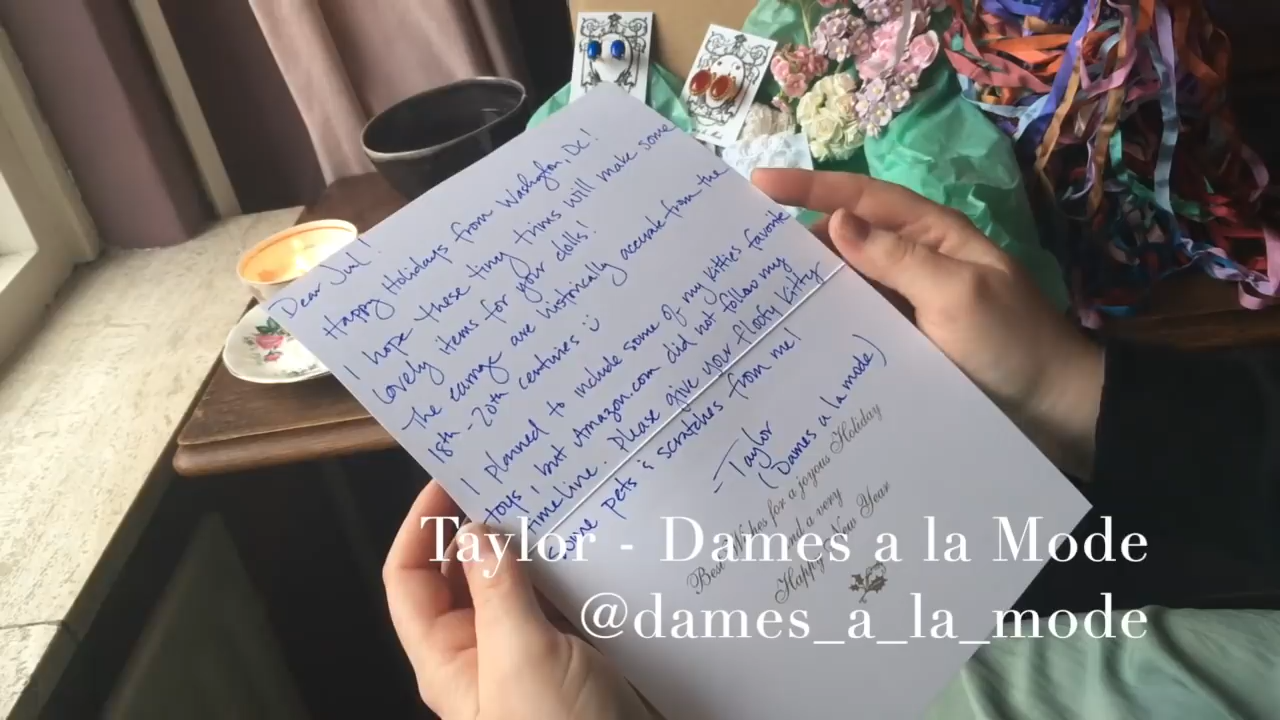 Dear Jul!
Happy Holidays from Washington, DC!
I hope these tiny trims will make some
lovely items for your dolls!
The earrings are historically accurate from the
18th-20th centuries :)
I planned to include some of my kitties favorite
toys, but Amazon.com did not follow my
timeline. Please give your floofy kitty
some pets & scratches from me!
-Taylor
(Dames a la mode)
Best Wishes for a joyous Holiday
and a very
Happy New Year
Taylor - Dames a la Mode
@dames_a_la_mode